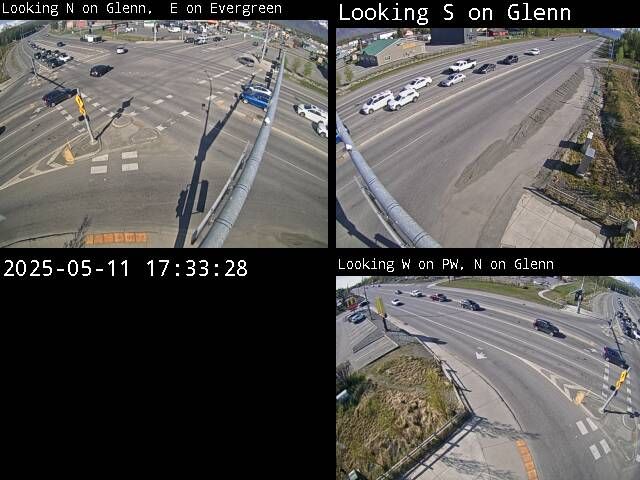 Looking N on Glenn,  E on Evergreen
Looking S on Glenn
2025-05-11 17:33:28
Looking W on PW, N on Glenn